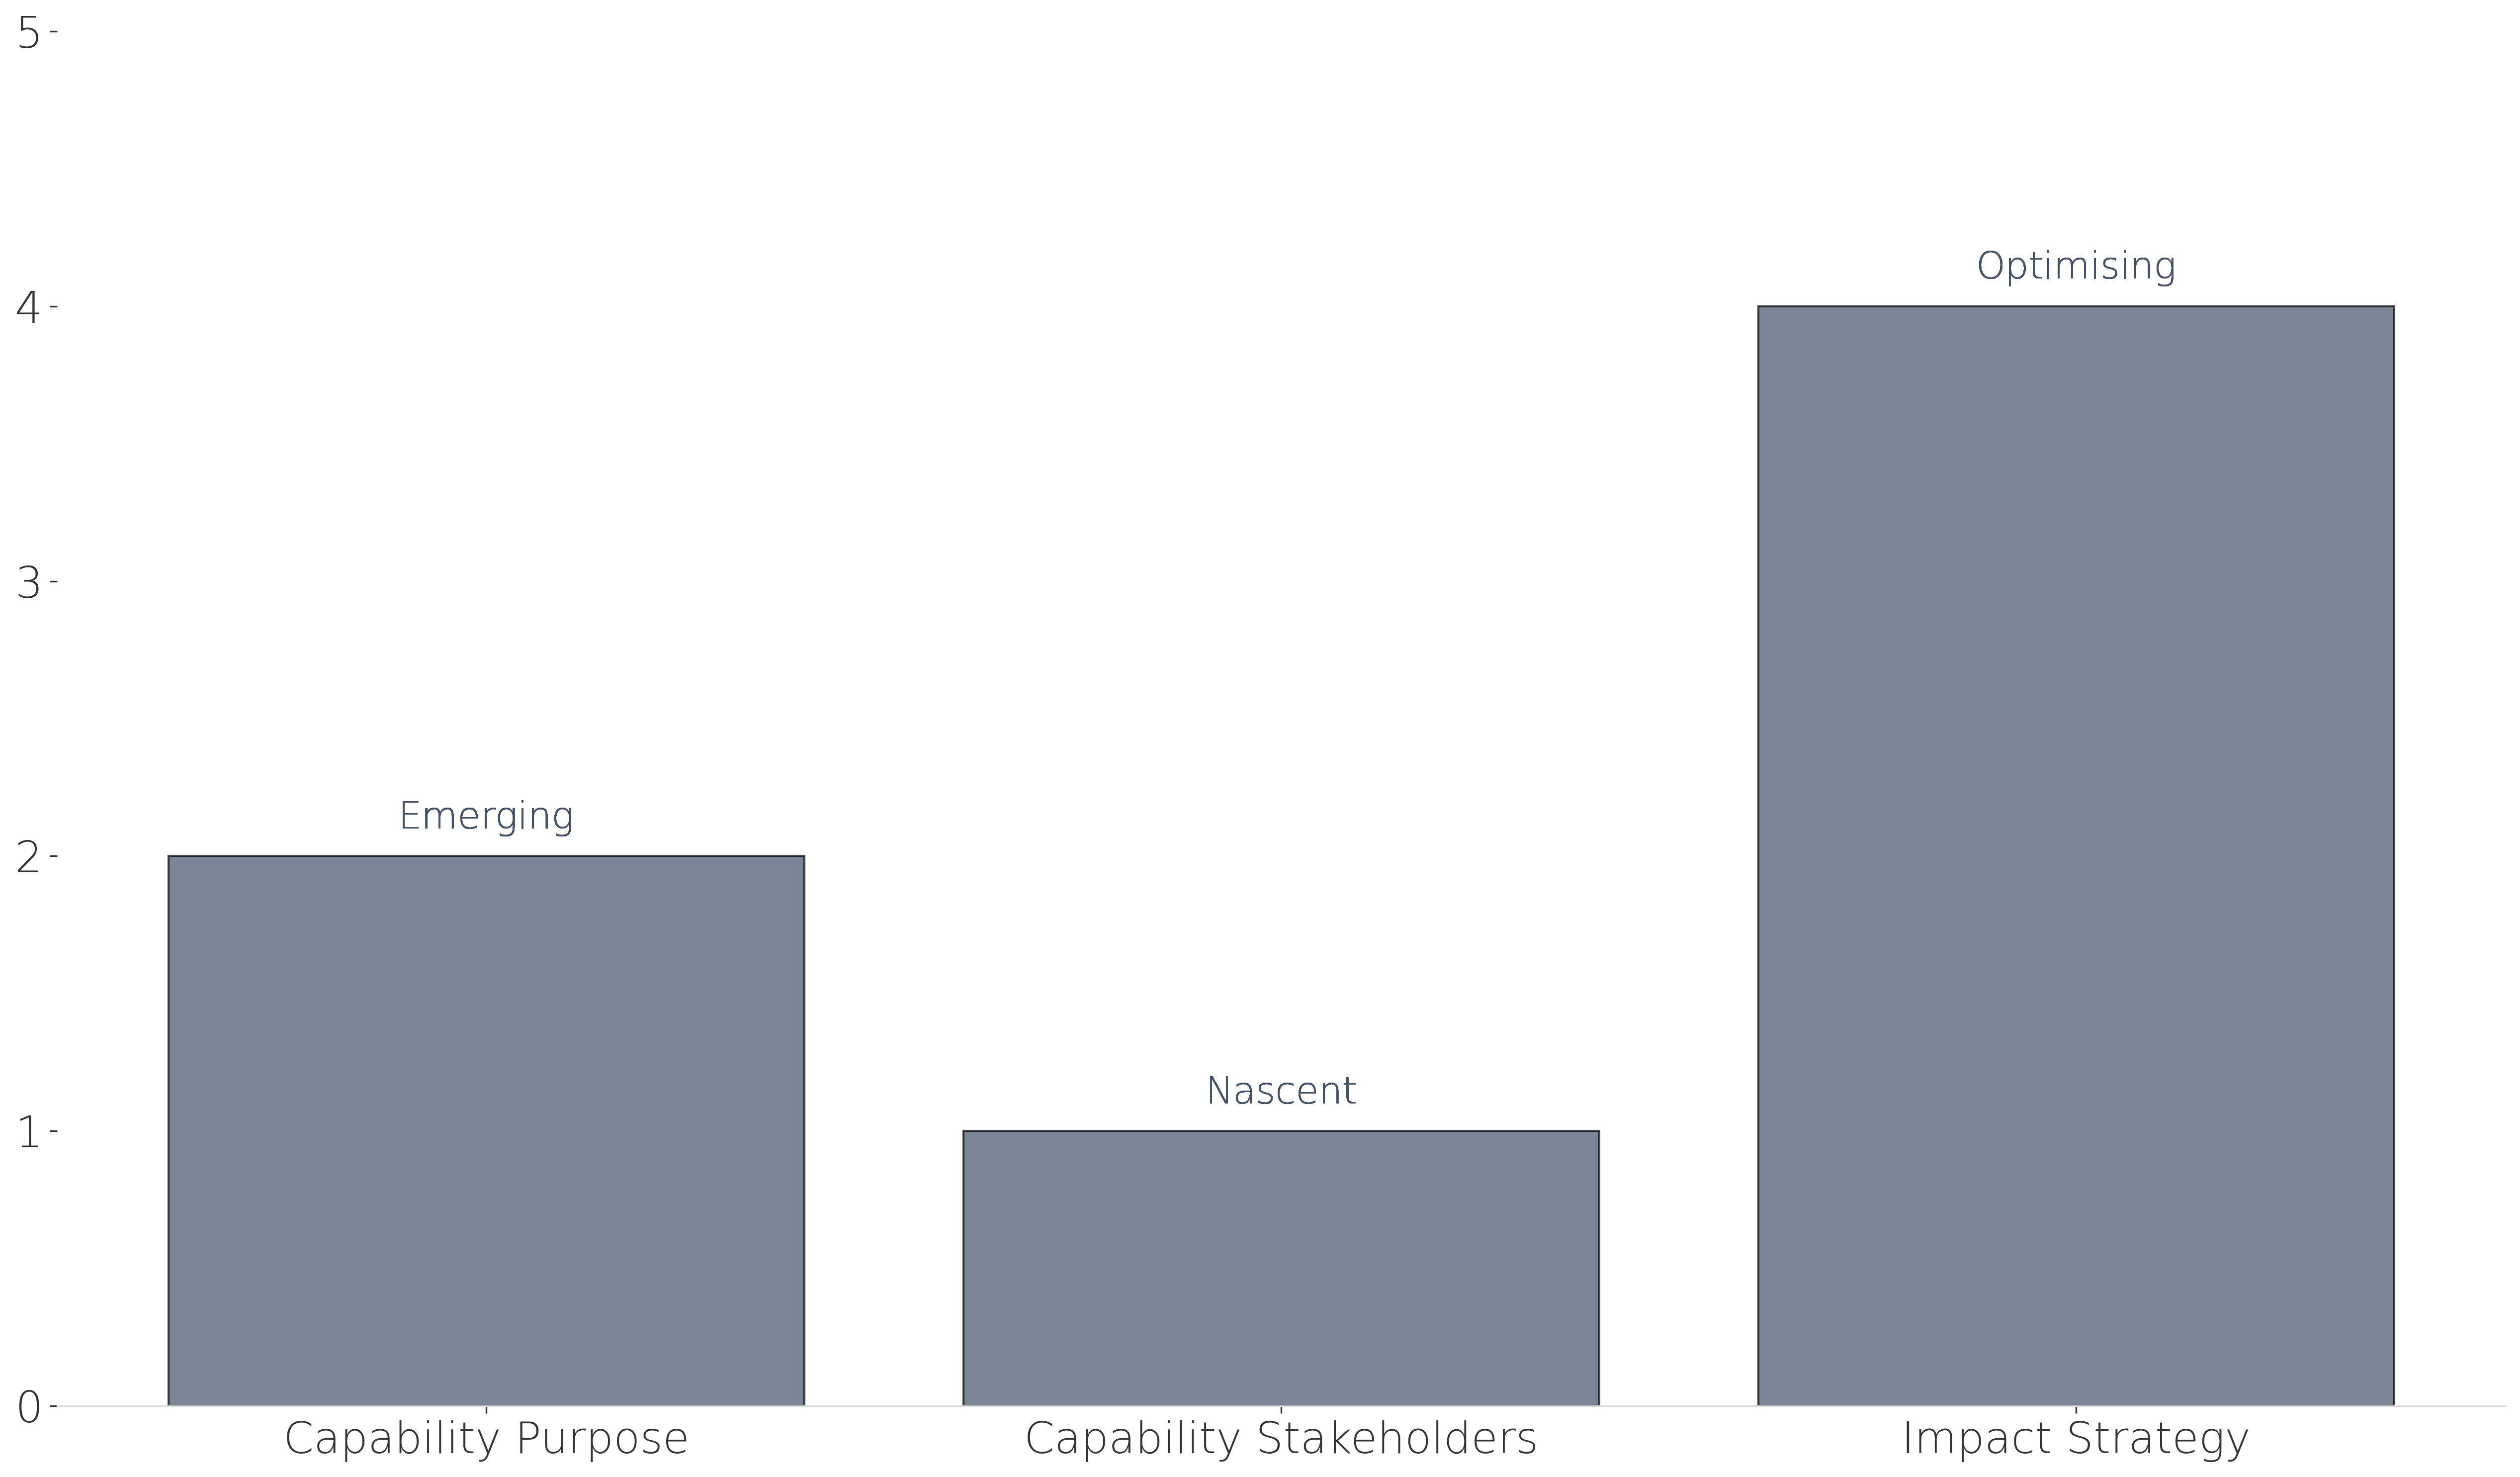 5
Optimising
4
3
Emerging
2
Nascent
1
0
Capability Purpose
Capability Stakeholders
Impact Strategy